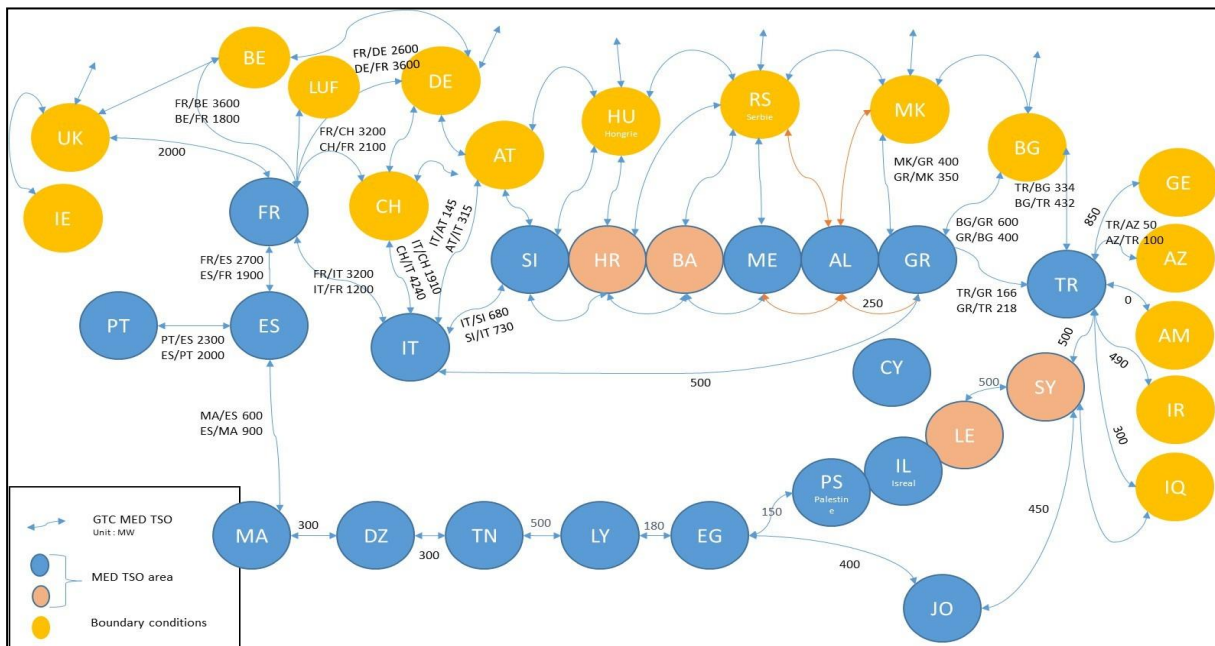 BE
FR/DE 2600
DE/FR 3600
DE
LUF
UK
FR/BE 3600
BE/FR 1800
2000
FR/CH 3200
CH/FR 2100
AT
HU
Hongrie
RS
Serbie
MK
BG
MK/GR 400
GR/MK 350
TR/BG 334
BG/TR 432
GE
850
TR/AZ 50
AZ/TR 100
AZ
IE
FR
CH
IT/AT 145
AT/IT 315
IT/CH 1910
CH/IT 4240
BG/GR 600
GR/BG 400
SI
HR
BA
ME
AL
GR
TR
0
FR/ES 2700
ES/FR 1900
FR/IT 3200
IT/FR 1200
IT/SI 680
SI/IT 730
250
TR/GR 166
GR/TR 218
PT
PT/ES 2300
ES/PT 2000
ES
IT
500
CY
500
490
AM
500
SY
IR
300
MA/ES 600
ES/MA 900
LE
IL
Isreal
PS
Palestin
e
IQ
GTC MED TSO
Unit : MW
MED TSO area
Boundary conditions
MA
300
DZ
300
TN
500
LY
180
EG
150
400
450
JO